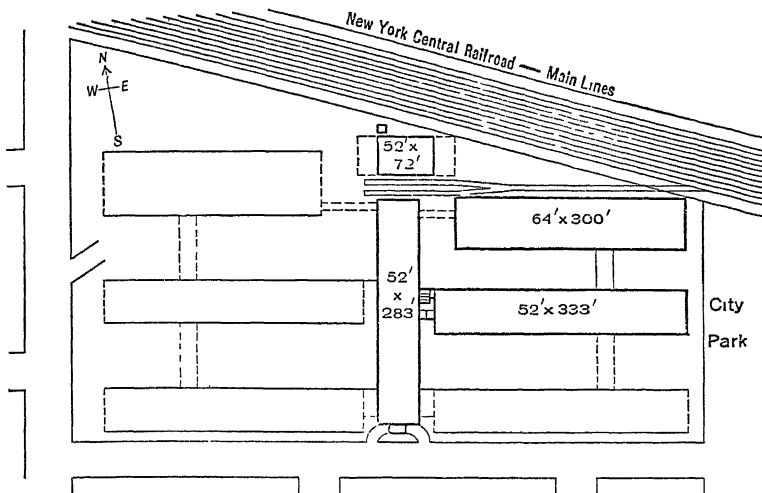 New York Central Railroad — Main Lines
N
W E
S
52' x
72'
64' x 300'
52'
x
283'
52' x 333'
City
Park